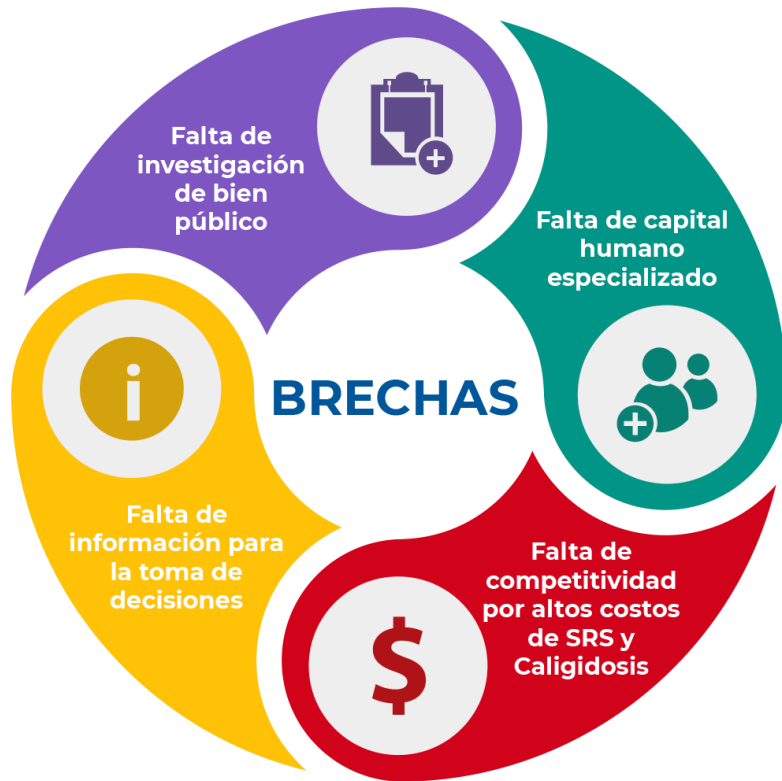 Falta de
investigación
de bien
público
Falta de capital
humano
especializado
BRECHAS
Falta de
información para
la toma de
decisiones
Falta de
competitividad
por altos costos
de SRS y
Caligidosis
$
i